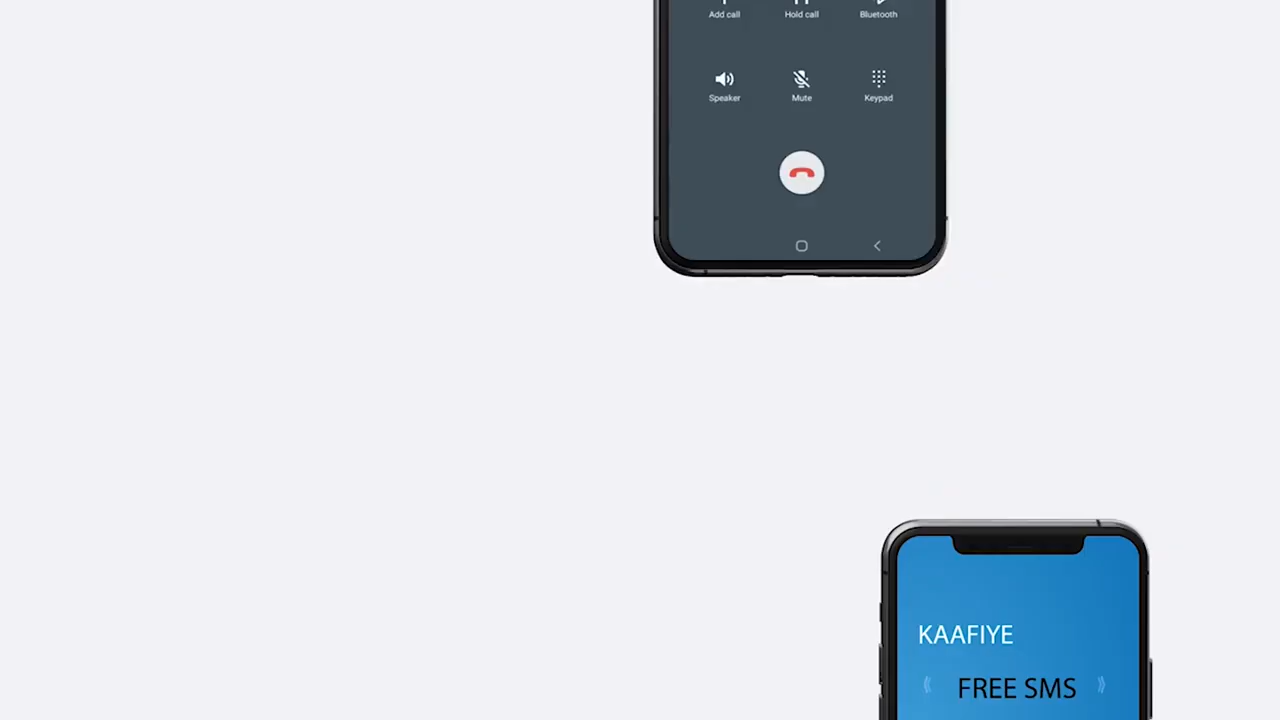 Add call Hold call Bluetooth
Speaker Mute Keypad
KAAFIYE
FREE SMS